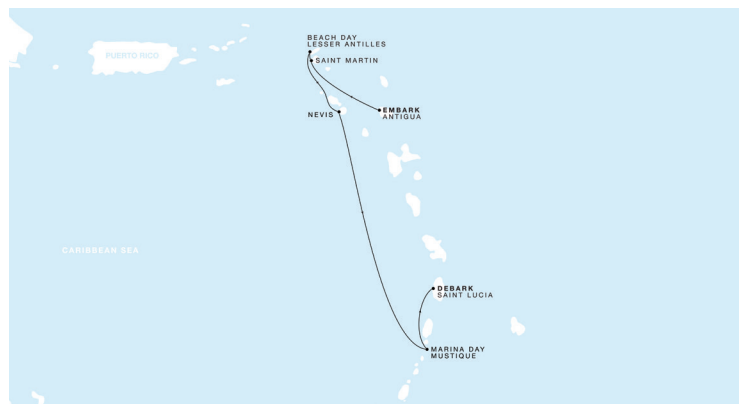 BEACH DAY
LESSER ANTILLES
PUERTO RICO
SAINT MARTIN
EMBARK
ANTIGUA
NEVIS
CARIBBEAN SEA
DEBARK
SAINT LUCIA
MARINA DAY
MUSTIQUE